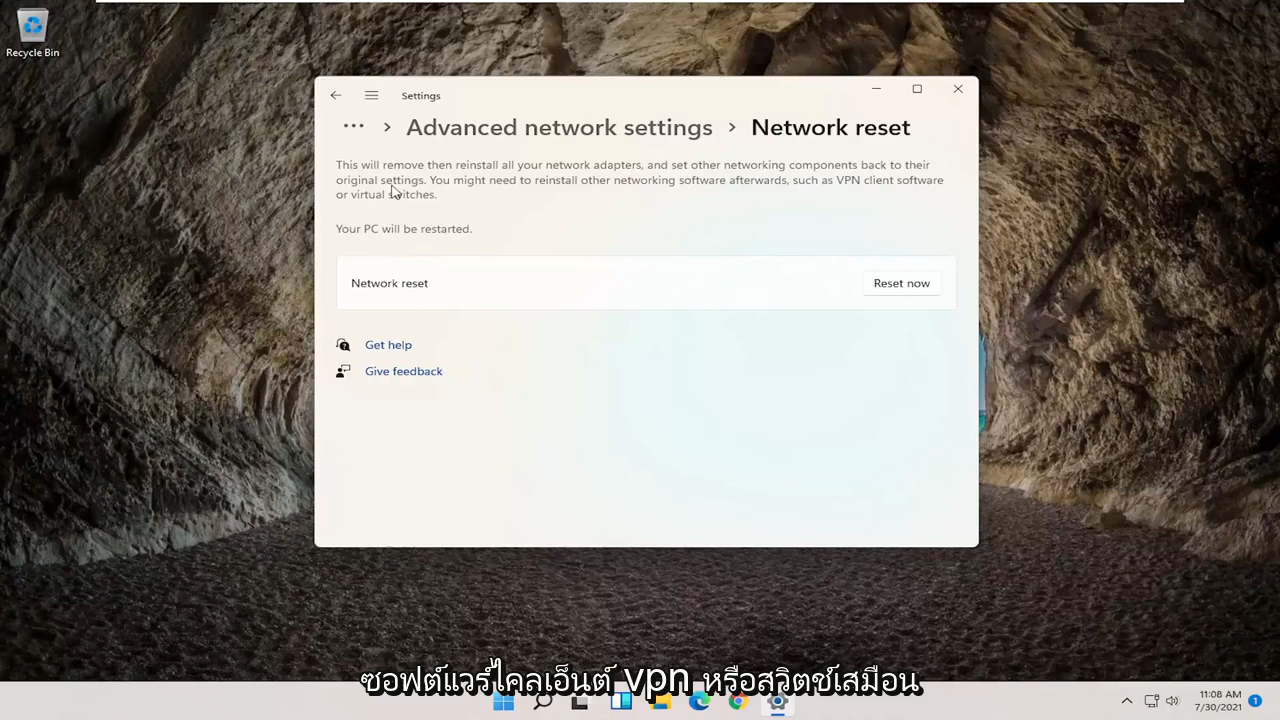 Recycle Bin
Settings
··· > Advanced network settings > Network reset
This will remove then reinstall all your network adapters, and set other networking components back to their
original settings. You might need to reinstall other networking software afterwards, such as VPN client software
or virtual switches.
Your PC will be restarted.
Network reset
Reset now
Get help
Give feedback
ซอฟต์แวร์ไคลเอ็นต์ vpn หรือสวิตช์เสมือน
11:08 AM
7/30/2021
1